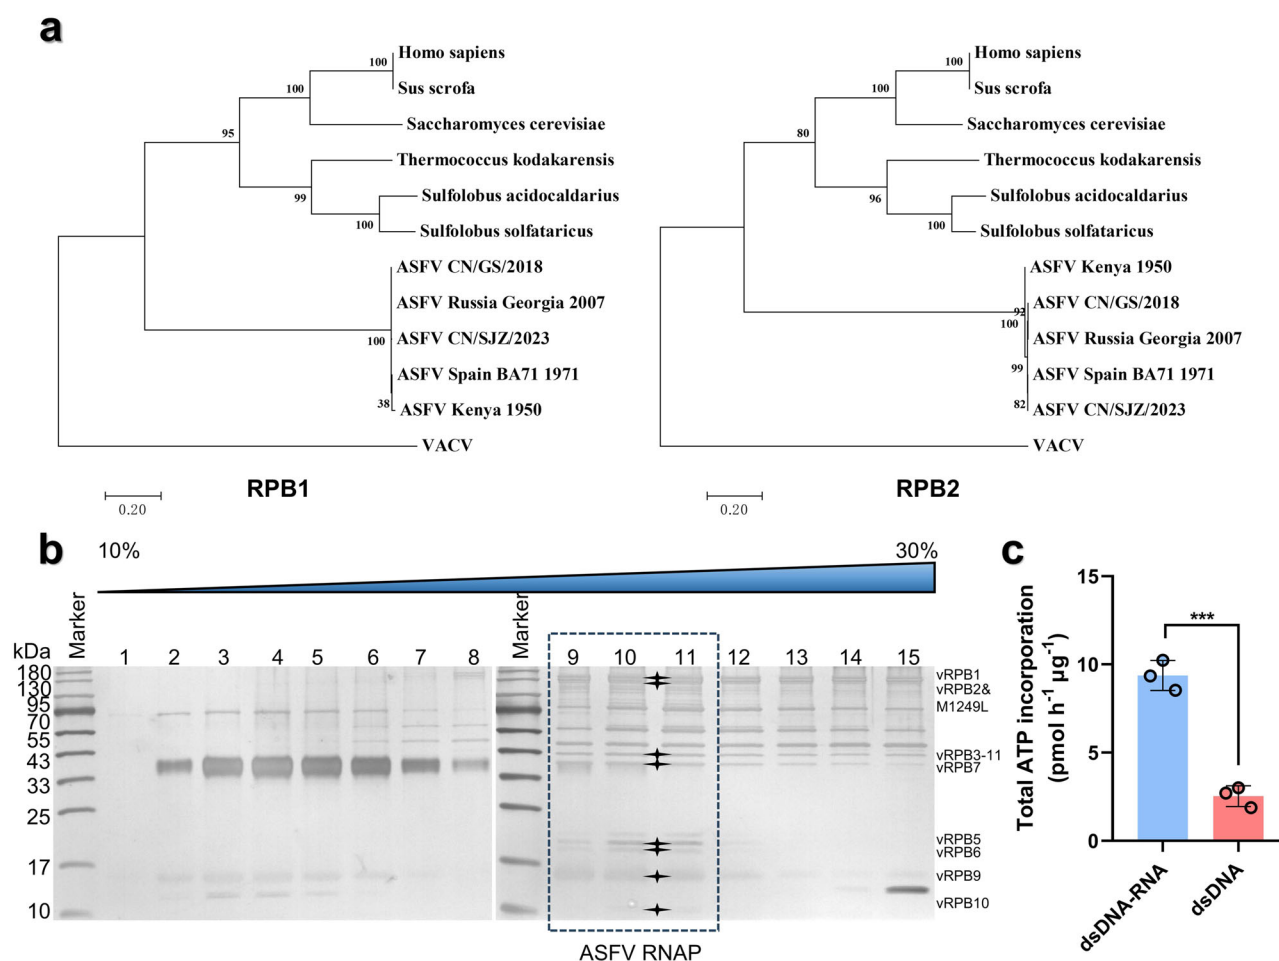 a
100
Homo sapiens
100
Sus scrofa
95
Saccharomyces cerevisiae
Thermococcus kodakarensis
99
Sulfolobus acidocaldarius
100
Sulfolobus solfataricus
ASFV CN/GS/2018
ASFV Russia Georgia 2007
100
ASFV CN/SJZ/2023
ASFV Spain BA71 1971
38
ASFV Kenya 1950
VACV
0.20
RPB1
100
Homo sapiens
100
Sus scrofa
80
Saccharomyces cerevisiae
Thermococcus kodakarensis
96
Sulfolobus acidocaldarius
100
Sulfolobus solfataricus
ASFV Kenya 1950
92
ASFV CN/GS/2018
100
ASFV Russia Georgia 2007
99
ASFV Spain BA71 1971
82
ASFV CN/SJZ/2023
VACV
0.20
RPB2
b
10%
30%
kDa
Marker
1 2 3 4 5 6 7 8
Marker
9 10 11 12 13 14 15
180
130
95
70
55
43
33
25
17
10
vRPB1
vRPB2&
M1249L
vRPB3-11
vRPB7
vRPB5
vRPB6
vRPB9
vRPB10
ASFV RNAP
c
Total ATP incorporation
(pmol h⁻¹ µg⁻¹)
15
10
5
0
***
dsDNA-RNA
dsDNA